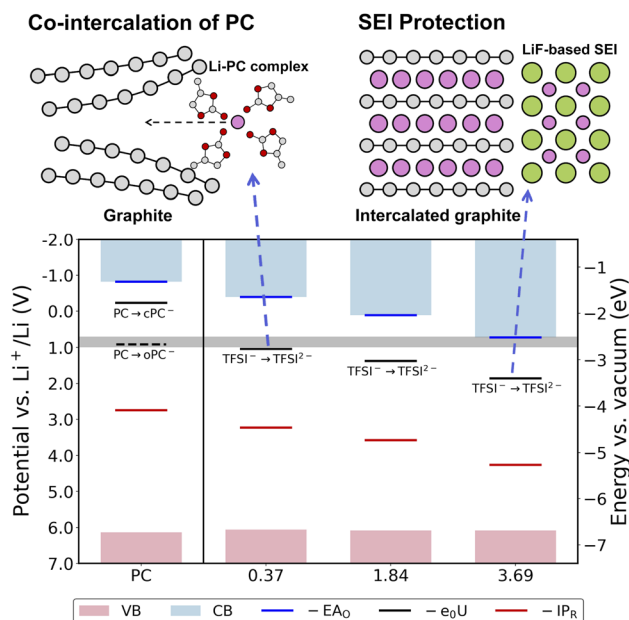 Co-intercalation of PC
SEI Protection
Li-PC complex
LiF-based SEI
Graphite
Intercalated graphite
Potential vs. Li⁺/Li (V)
-2.0
-1.0
0.0
1.0
2.0
3.0
4.0
5.0
6.0
7.0
PC→cPC⁻
PC→oPC⁻
TFSI⁻→TFSI²⁻
TFSI⁻→TFSI²⁻
TFSI⁻→TFSI²⁻
−1
−2
−3
−4
−5
−6
−7
Energy vs. vacuum (eV)
PC
0.37
1.84
3.69
VB
CB
− EA_O
− e₀U
− IP_R